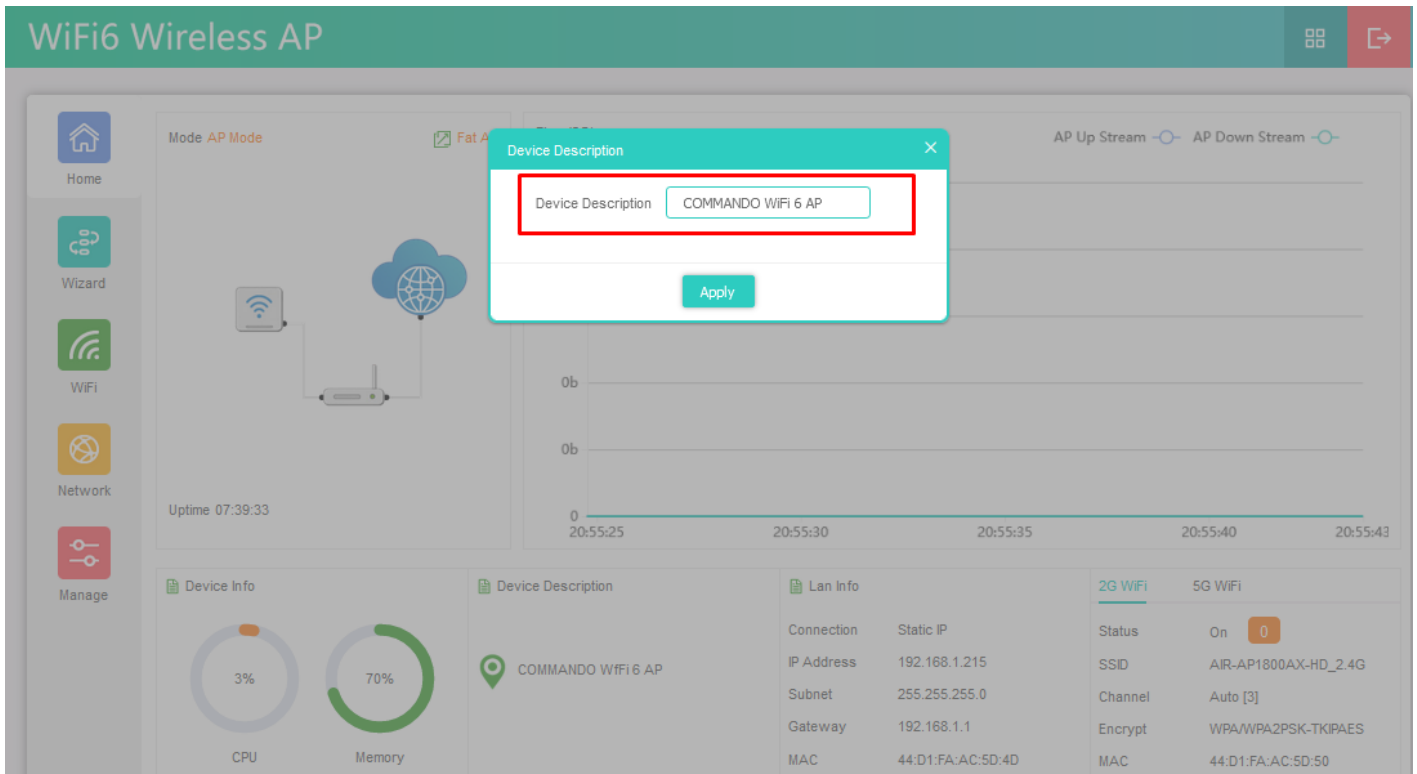 WiFi6 Wireless AP
Home
Wizard
WiFi
Network
Manage
Mode AP Mode
Fat A
Uptime 07:39:33
AP Up Stream
AP Down Stream
Device Description
Device Description COMMANDO WiFi 6 AP
Apply
0b
0b
0
20:55:25 20:55:30 20:55:35 20:55:40 20:55:43
Device Info
3%
70%
CPU Memory
Device Description
COMMANDO WfFi 6 AP
Lan Info
Connection Static IP
IP Address 192.168.1.215
Subnet 255.255.255.0
Gateway 192.168.1.1
MAC 44:D1:FA:AC:5D:4D
2G WiFi 5G WiFi
Status On 0
SSID AIR-AP1800AX-HD_2.4G
Channel Auto [3]
Encrypt WPA/WPA2PSK-TKIPAES
MAC 44:D1:FA:AC:5D:50